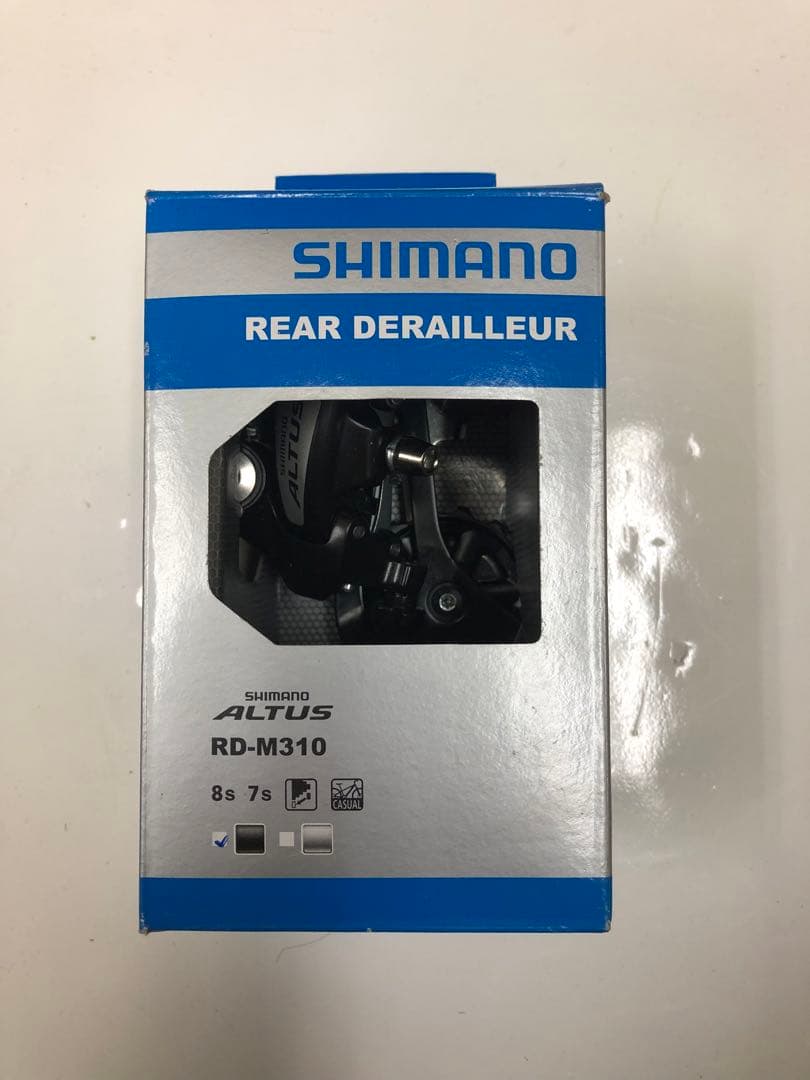 SHIMANO
REAR DERAILLEUR
SHIMANO
ALTUS
SHIMANO
ALTUS
RD-M310
8s 7s
CASUAL